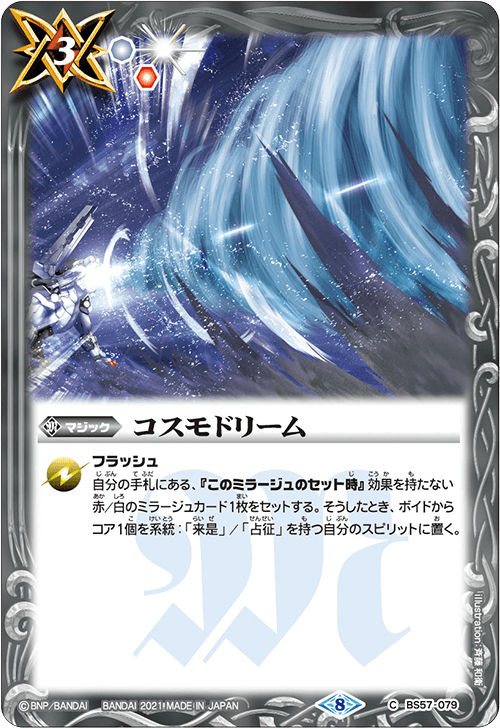 3
マジック コスモドリーム
フラッシュ
自分の手札にある、『このミラージュのセット時』効果を持たない
赤/白のミラージュカード1枚をセットする。そうしたとき、ボイドから
コア1個を系統:「来是」/「占征」を持つ自分のスピリットに置く。
illustration:斉藤 和衛
©BNP/BANDAI BANDAI 2021 MADE IN JAPAN 8 C BS57-079